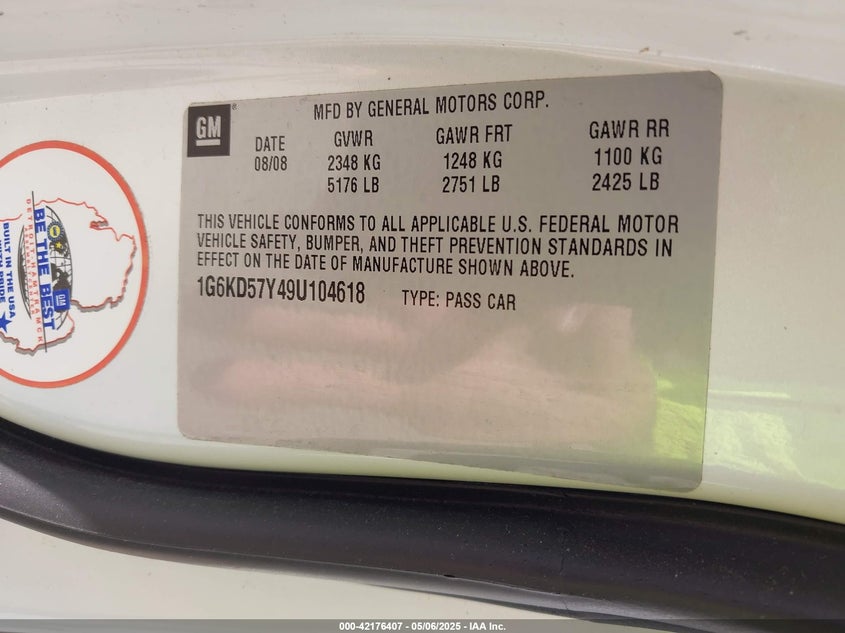 GM
MFD BY GENERAL MOTORS CORP.
DATE GVWR GAWR FRT GAWR RR
08/08 2348 KG 1248 KG 1100 KG
5176 LB 2751 LB 2425 LB
THIS VEHICLE CONFORMS TO ALL APPLICABLE U.S. FEDERAL MOTOR
VEHICLE SAFETY, BUMPER, AND THEFT PREVENTION STANDARDS IN
EFFECT ON THE DATE OF MANUFACTURE SHOWN ABOVE.
1G6KD57Y49U104618 TYPE: PASS CAR
BE THE BEST
GM
BUILT IN THE USA
WITH PRIDE
000-42176407 - 05/06/2025 - IAA Inc.